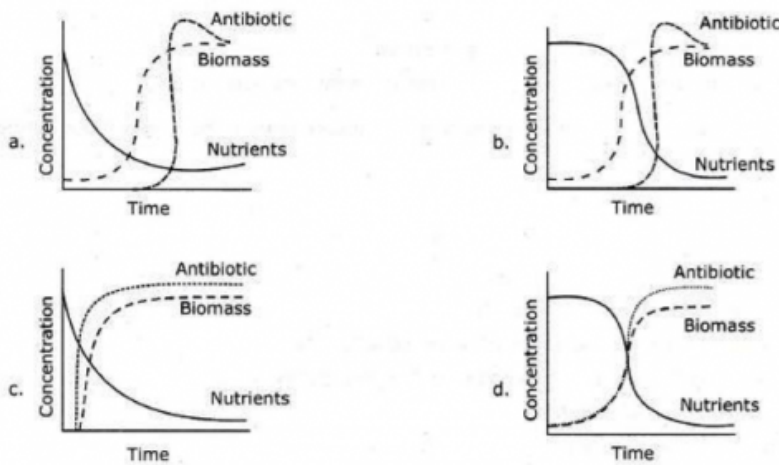 a.
Concentration
Antibiotic
Biomass
Nutrients
Time
b.
Concentration
Antibiotic
Biomass
Nutrients
Time
c.
Concentration
Antibiotic
Biomass
Nutrients
Time
d.
Concentration
Antibiotic
Biomass
Nutrients
Time